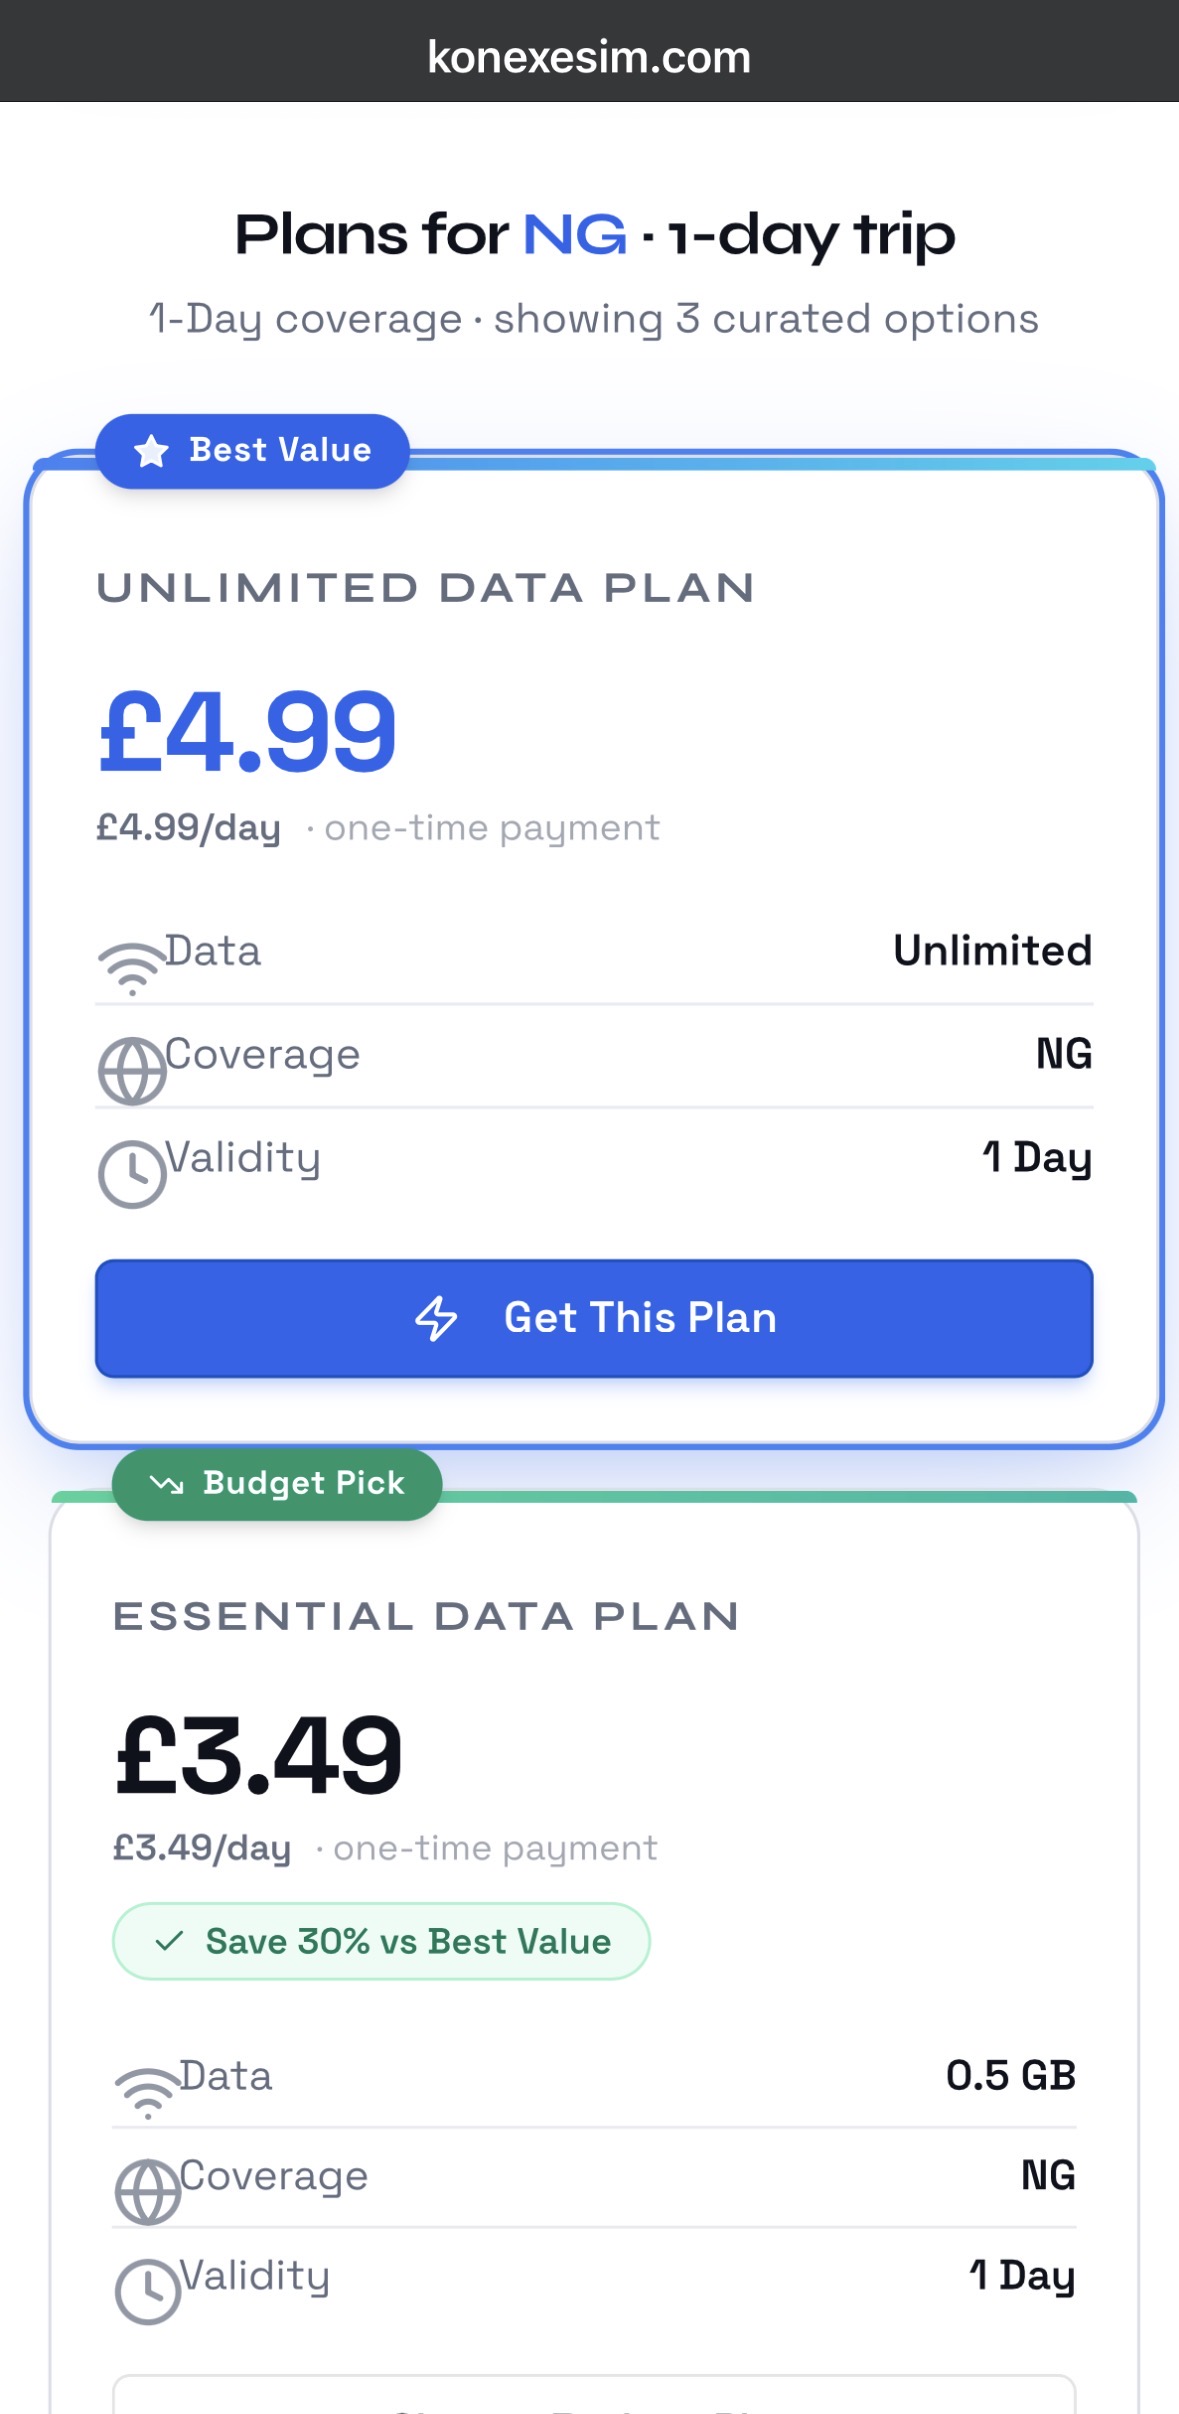 konexesim.com
Plans for NG · 1-day trip
1-Day coverage · showing 3 curated options
Best Value
UNLIMITED DATA PLAN
£4.99
£4.99/day · one-time payment
Data Unlimited
Coverage NG
Validity 1 Day
Get This Plan
Budget Pick
ESSENTIAL DATA PLAN
£3.49
£3.49/day · one-time payment
Save 30% vs Best Value
Data 0.5 GB
Coverage NG
Validity 1 Day